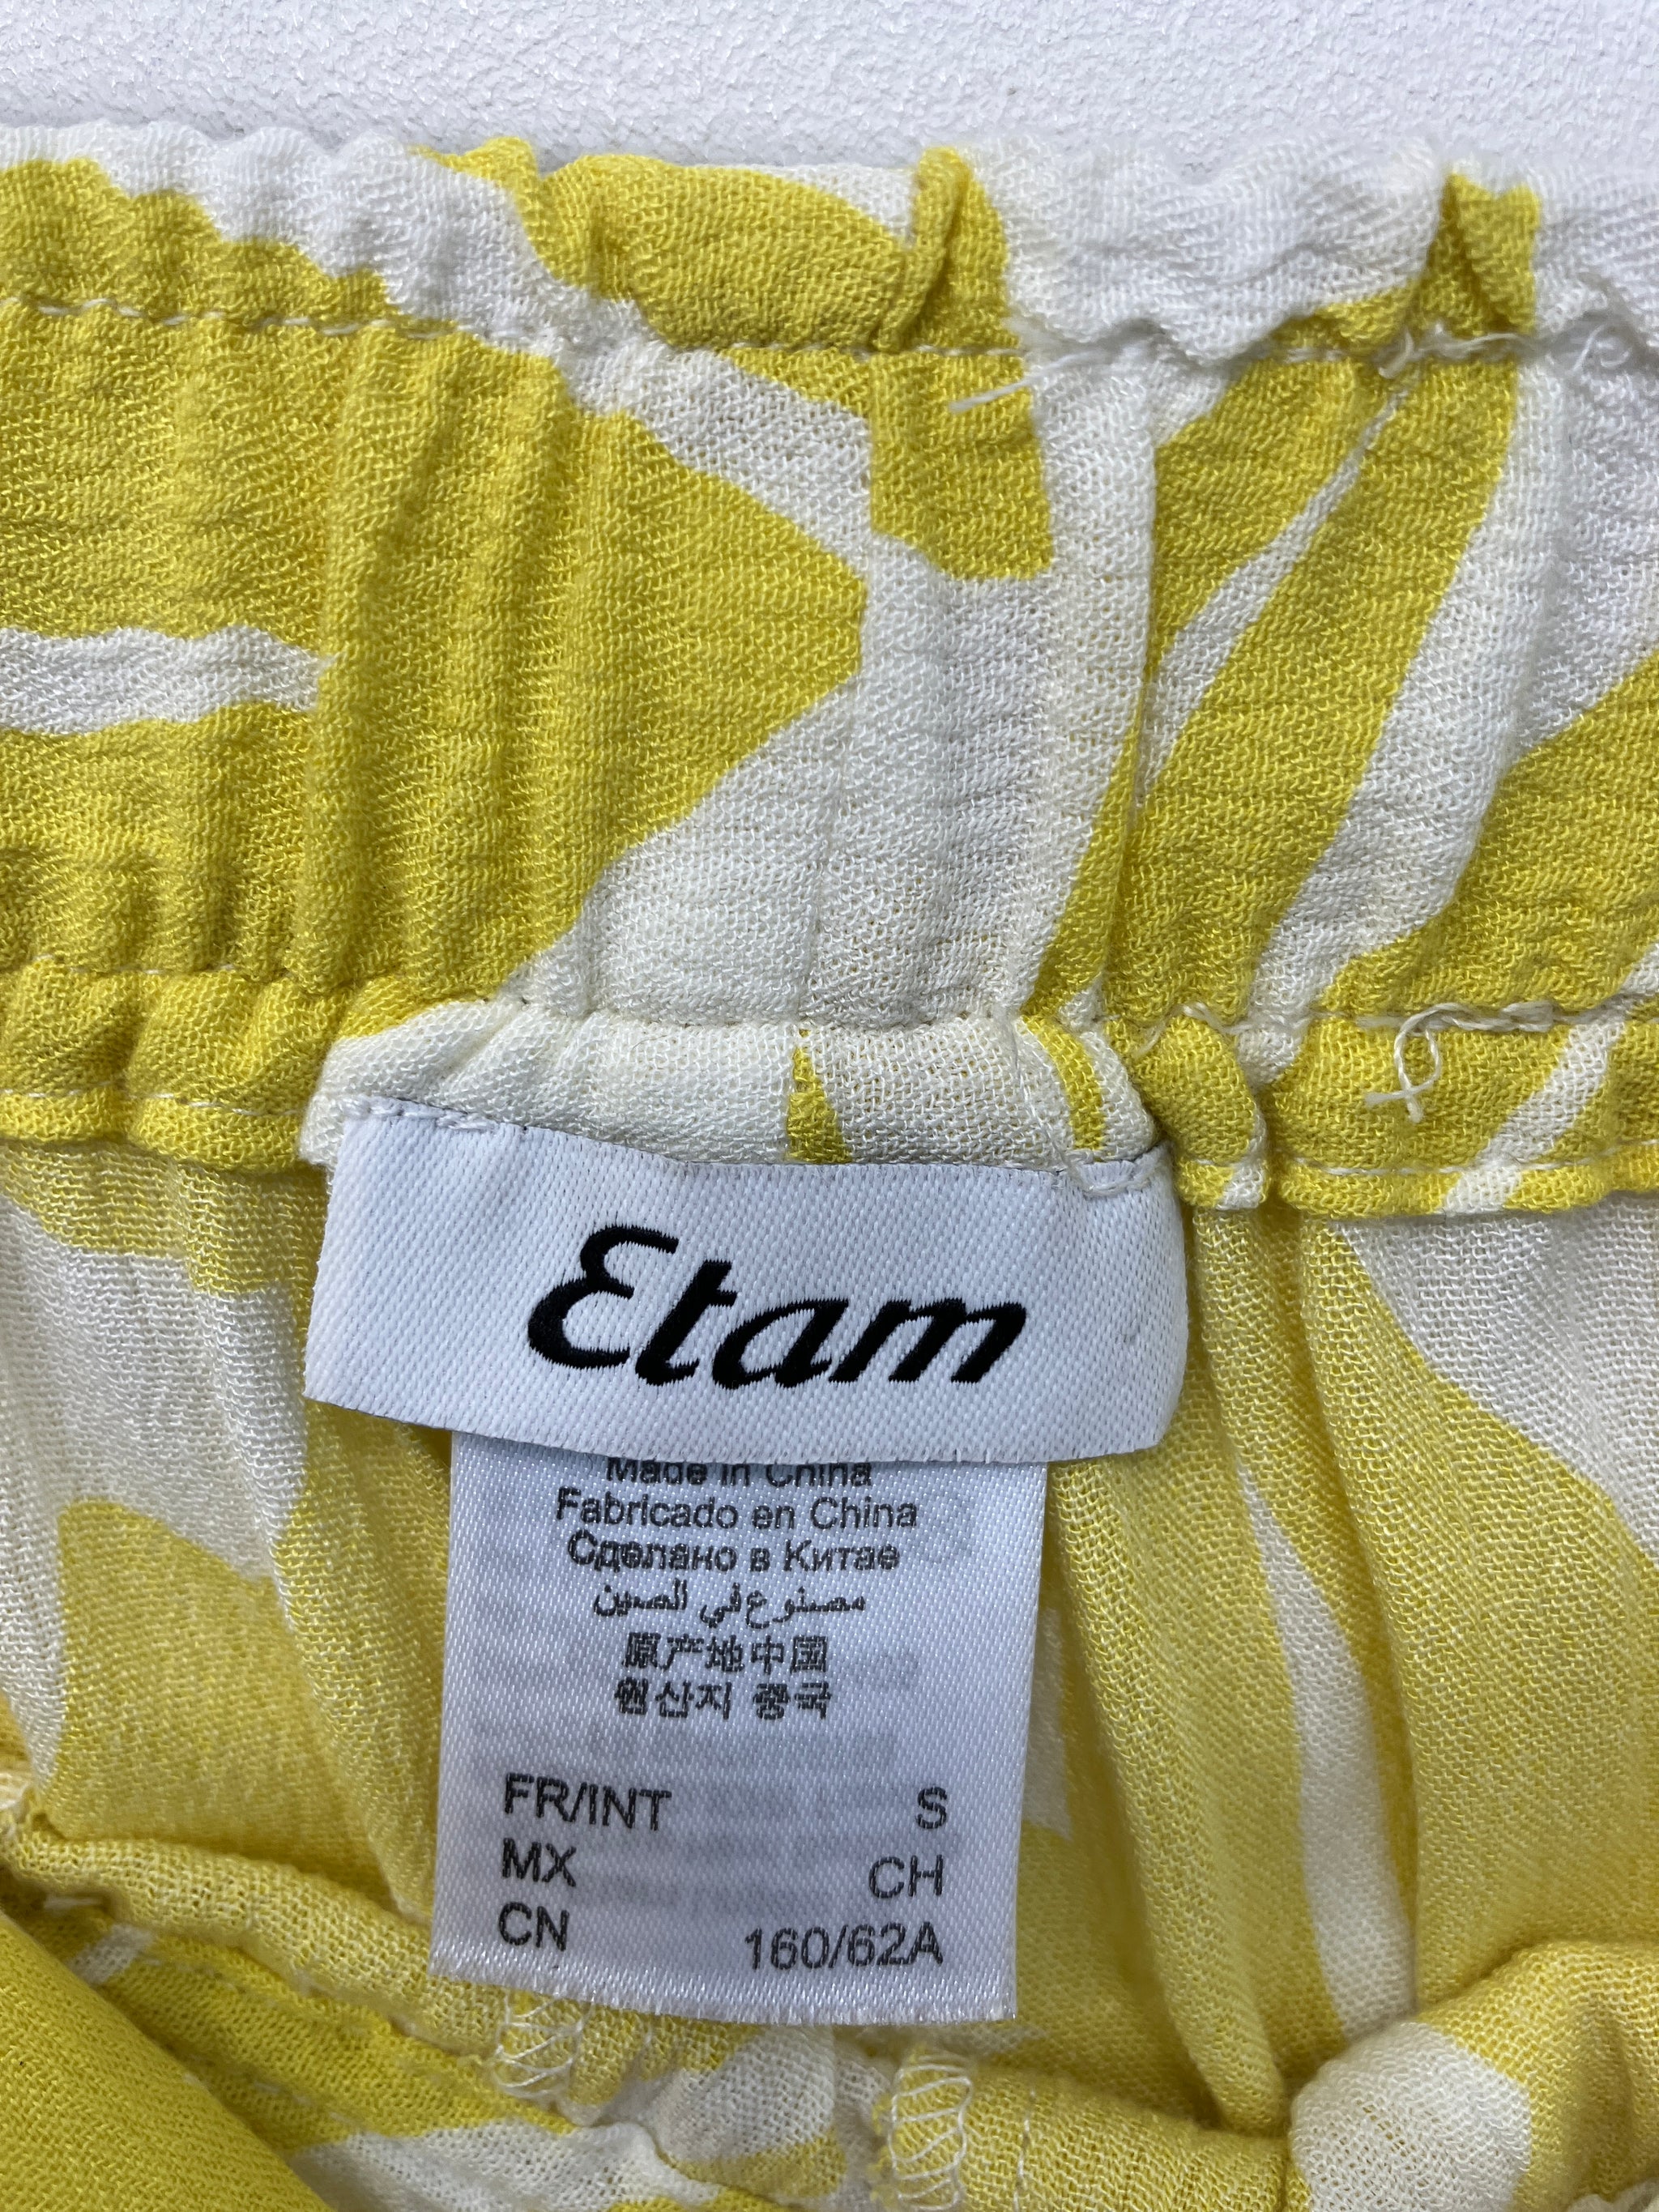 Etam
Made in China
Fabricado en China
Сделано в Китае
مصنوع في الصين
原产地中国
원산지 중국
FR/INT S
MX CH
CN 160/62A